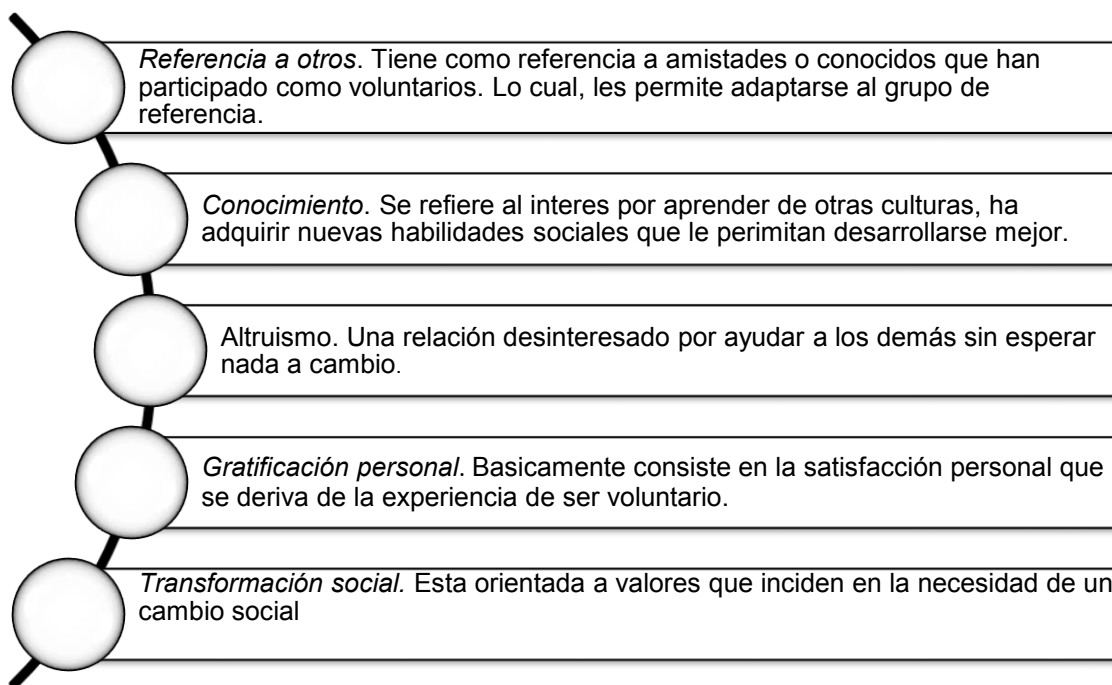 Referencia a otros. Tiene como referencia a amistades o conocidos que han
participado como voluntarios. Lo cual, les permite adaptarse al grupo de
referencia.
Conocimiento. Se refiere al interes por aprender de otras culturas, ha
adquirir nuevas habilidades sociales que le perimitan desarrollarse mejor.
Altruismo. Una relación desinteresado por ayudar a los demás sin esperar
nada a cambio.
Gratificación personal. Basicamente consiste en la satisfacción personal que
se deriva de la experiencia de ser voluntario.
Transformación social. Esta orientada a valores que inciden en la necesidad de un
cambio social